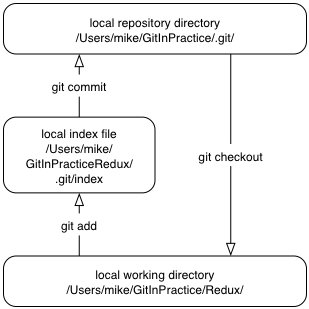 local repository directory
/Users/mike/GitInPractice/.git/
git commit
local index file
/Users/mike/
GitInPracticeRedux/
.git/index
git checkout
git add
local working directory
/Users/mike/GitInPractice/Redux/